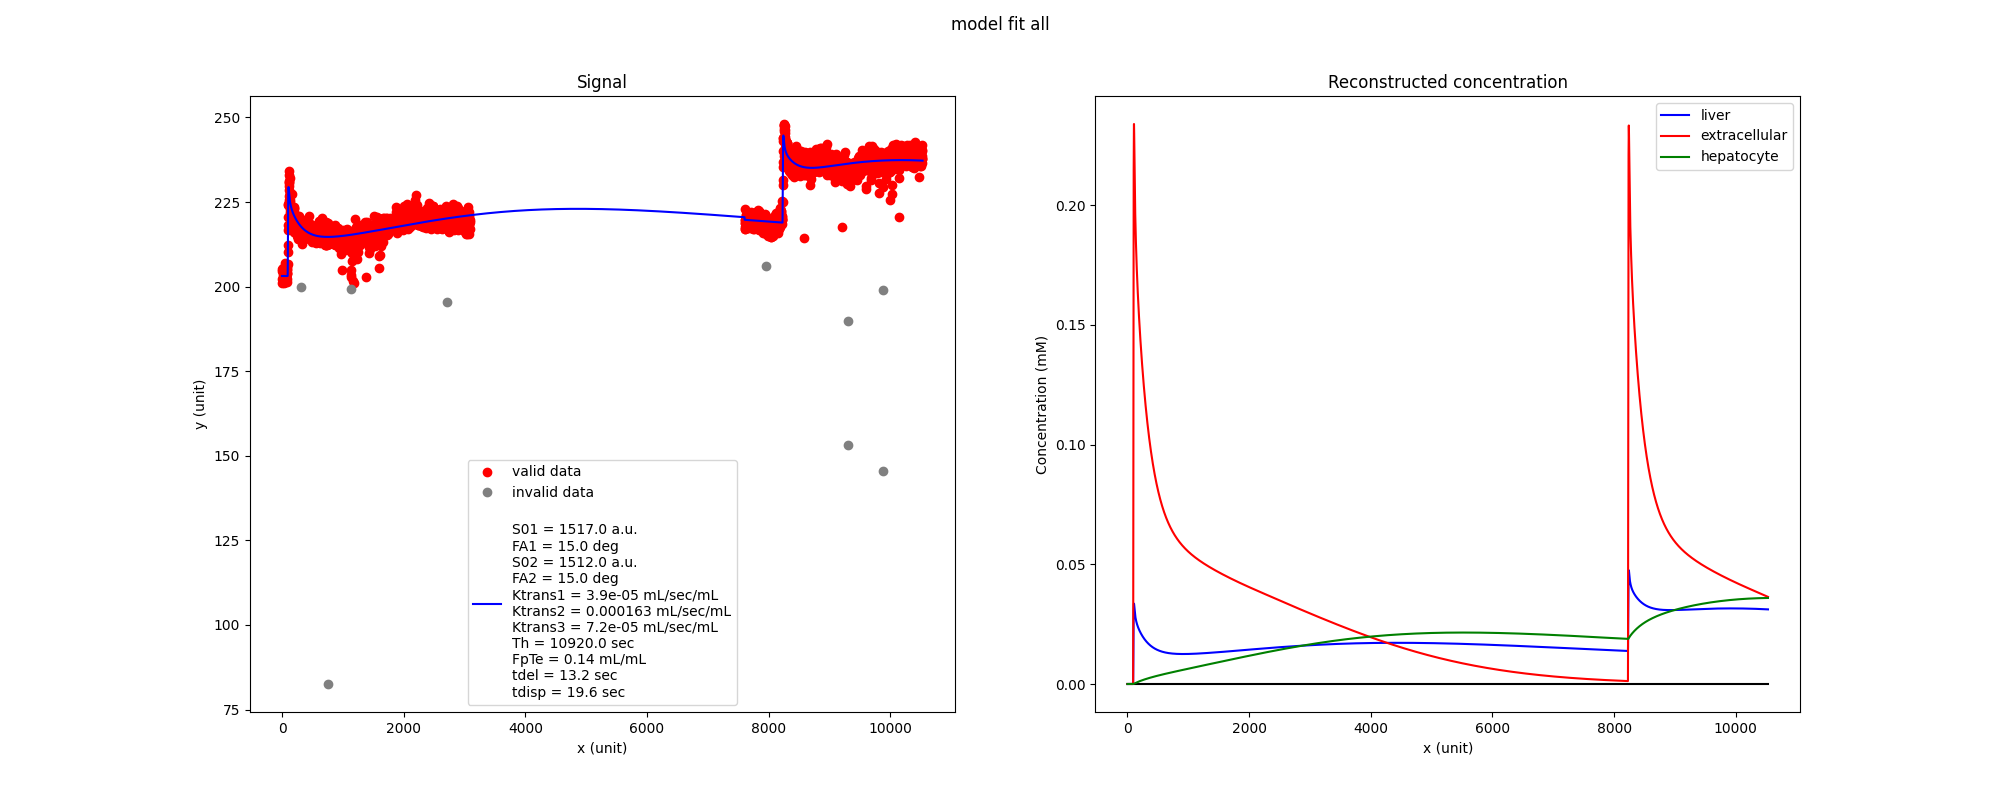 model fit all
Signal
250
225
200
175
150
125
100
75
y (unit)
0
2000
4000
6000
8000
10000
x (unit)
valid data
invalid data
S01 = 1517.0 a.u.
FA1 = 15.0 deg
S02 = 1512.0 a.u.
FA2 = 15.0 deg
Ktrans1 = 3.9e-05 mL/sec/mL
Ktrans2 = 0.000163 mL/sec/mL
Ktrans3 = 7.2e-05 mL/sec/mL
Th = 10920.0 sec
FpTe = 0.14 mL/mL
tdel = 13.2 sec
tdisp = 19.6 sec
Reconstructed concentration
0.20
0.15
0.10
0.05
0.00
Concentration (mM)
0
2000
4000
6000
8000
10000
x (unit)
liver
extracellular
hepatocyte